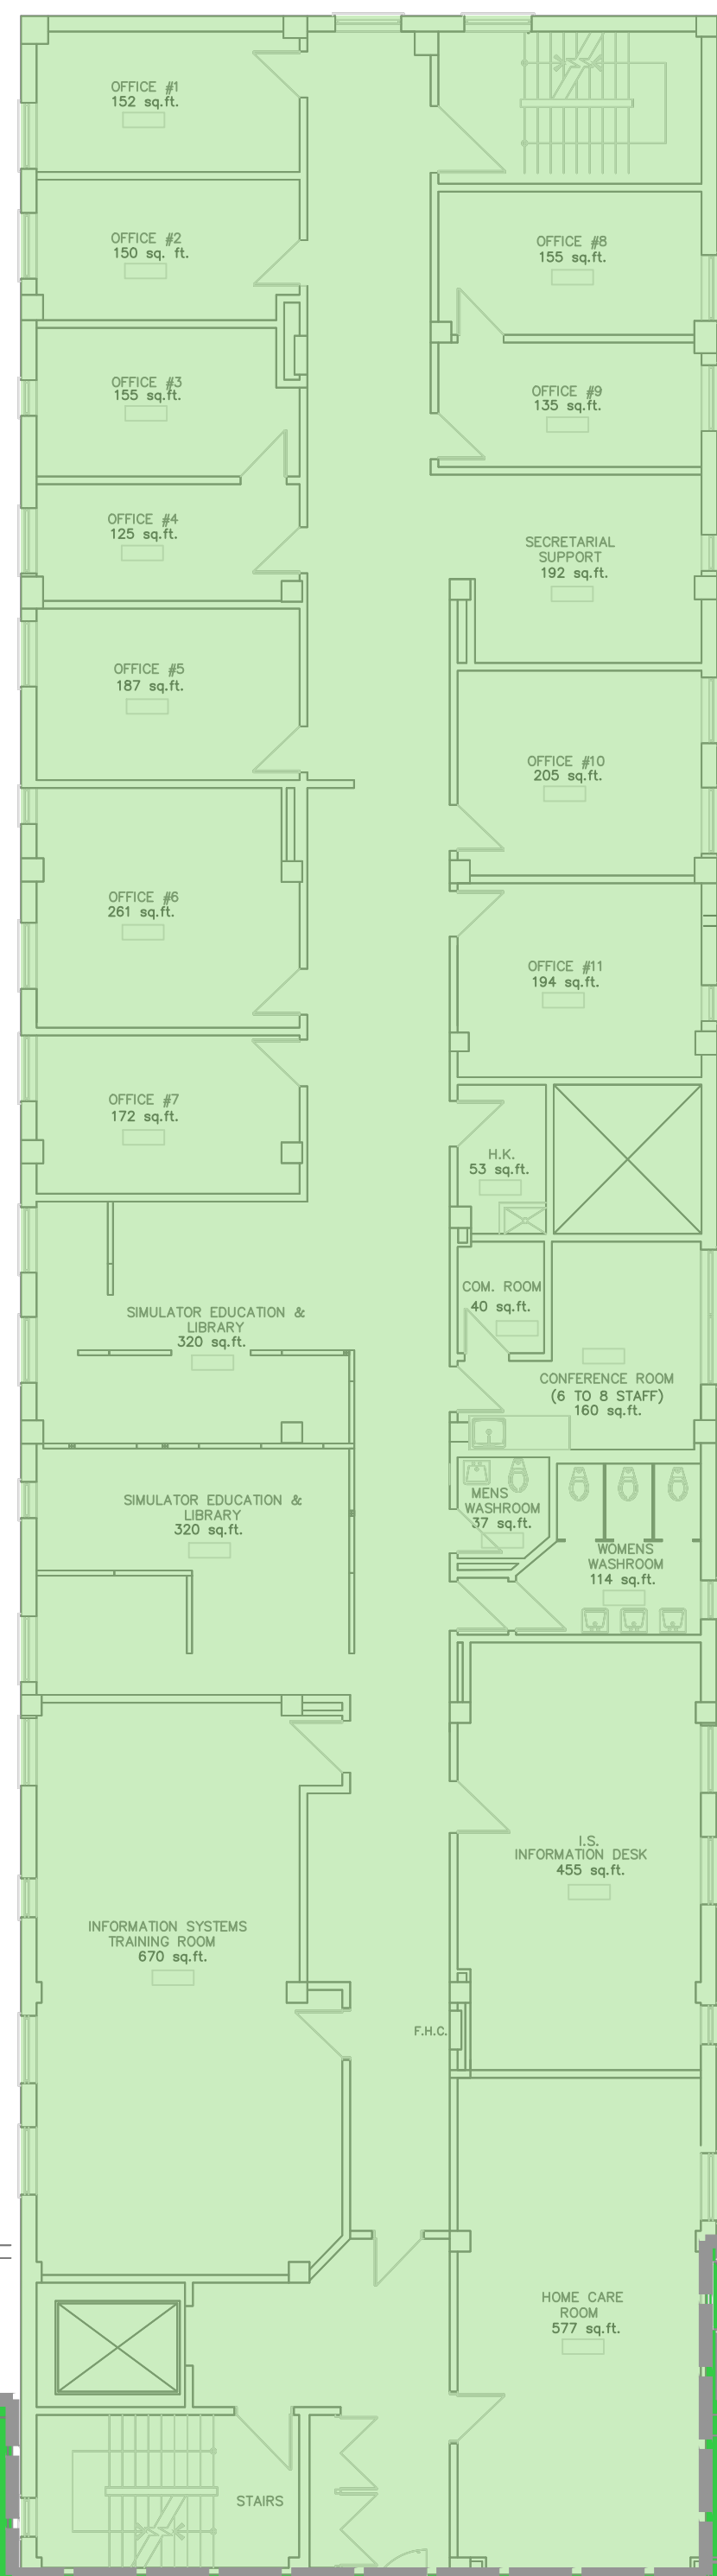 OFFICE #1
152 sq.ft.
OFFICE #2
150 sq. ft.
OFFICE #8
155 sq.ft.
OFFICE #3
155 sq.ft.
OFFICE #9
135 sq.ft.
OFFICE #4
125 sq.ft.
SECRETARIAL
SUPPORT
192 sq.ft.
OFFICE #5
187 sq.ft.
OFFICE #10
205 sq.ft.
OFFICE #6
261 sq.ft.
OFFICE #11
194 sq.ft.
OFFICE #7
172 sq.ft.
H.K.
53 sq.ft.
COM. ROOM
40 sq.ft.
SIMULATOR EDUCATION &
LIBRARY
320 sq.ft.
CONFERENCE ROOM
(6 TO 8 STAFF)
160 sq.ft.
SIMULATOR EDUCATION &
LIBRARY
320 sq.ft.
MENS
WASHROOM
37 sq.ft.
WOMENS
WASHROOM
114 sq.ft.
I.S.
INFORMATION DESK
455 sq.ft.
INFORMATION SYSTEMS
TRAINING ROOM
670 sq.ft.
F.H.C.
HOME CARE
ROOM
577 sq.ft.
STAIRS